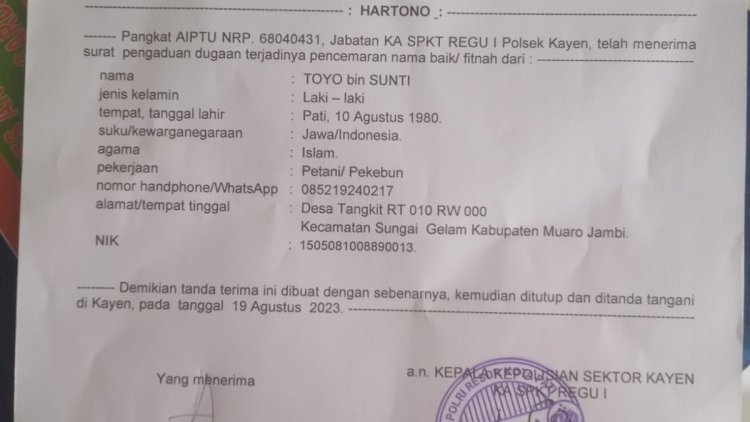 : HARTONO :
Pangkat AIPTU NRP. 68040431, Jabatan KA SPKT REGU I Polsek Kayen, telah menerima
surat pengaduan dugaan terjadinya pencemaran nama baik/ fitnah dari :
nama : TOYO bin SUNTI
jenis kelamin : Laki – laki
tempat, tanggal lahir : Pati, 10 Agustus 1980.
suku/kewarganegaraan : Jawa/Indonesia.
agama : Islam.
pekerjaan : Petani/ Pekebun
nomor handphone/WhatsApp : 085219240217
alamat/tempat tinggal : Desa Tangkit RT 010 RW 000
Kecamatan Sungai Gelam Kabupaten Muaro Jambi.
NIK : 1505081008890013.
Demikian tanda terima ini dibuat dengan sebenarnya, kemudian ditutup dan ditanda tangani
di Kayen, pada tanggal 19 Agustus 2023.
Yang menerima
a.n. KEPALA KEPOLISIAN SEKTOR KAYEN
KA SPKT REGU I
POLRI RESOR